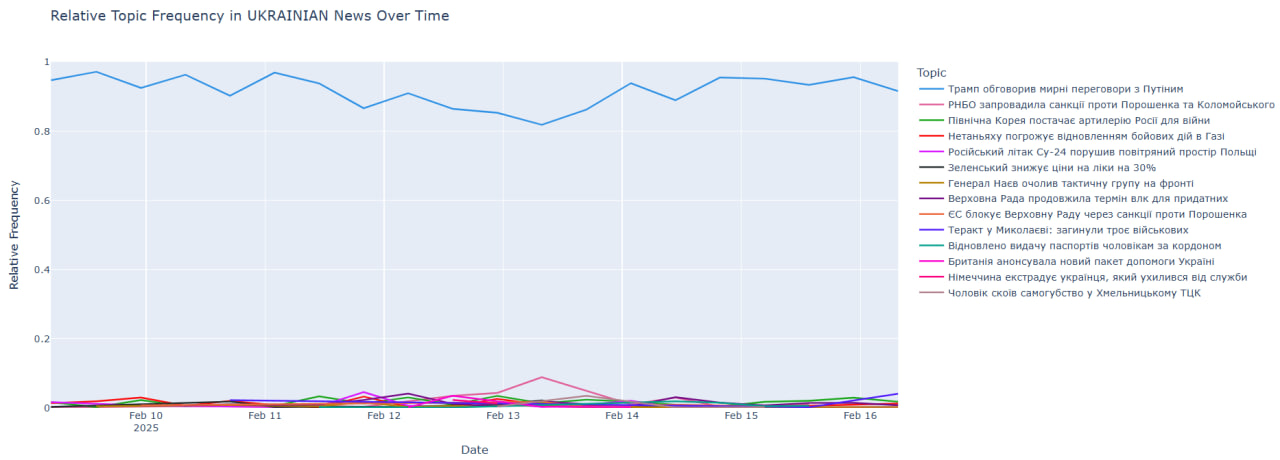 Relative Topic Frequency in UKRAINIAN News Over Time
Topic
Трамп обговорив мирні переговори з Путіним
РНБО запровадила санкції проти Порошенка та Коломойського
Північна Корея постачає артилерію Росії для війни
Нетаньяху погрожує відновленням бойових дій в Газі
Російський літак Су-24 порушив повітряний простір Польщі
Зеленський знижує ціни на ліки на 30%
Генерал Наєв очолив тактичну групу на фронті
Верховна Рада продовжила термін влк для придатних
ЄС блокує Верховну Раду через санкції проти Порошенка
Теракт у Миколаєві: загинули троє військових
Відновлено видачу паспортів чоловікам за кордоном
Британія анонсувала новий пакет допомоги Україні
Німеччина екстрадує українця, який ухилився від служби
Чоловік скоїв самогубство у Хмельницькому ТЦК
Relative Frequency
1
0.8
0.6
0.4
0.2
0
Feb 10
2025
Feb 11
Feb 12
Feb 13
Feb 14
Feb 15
Feb 16
Date